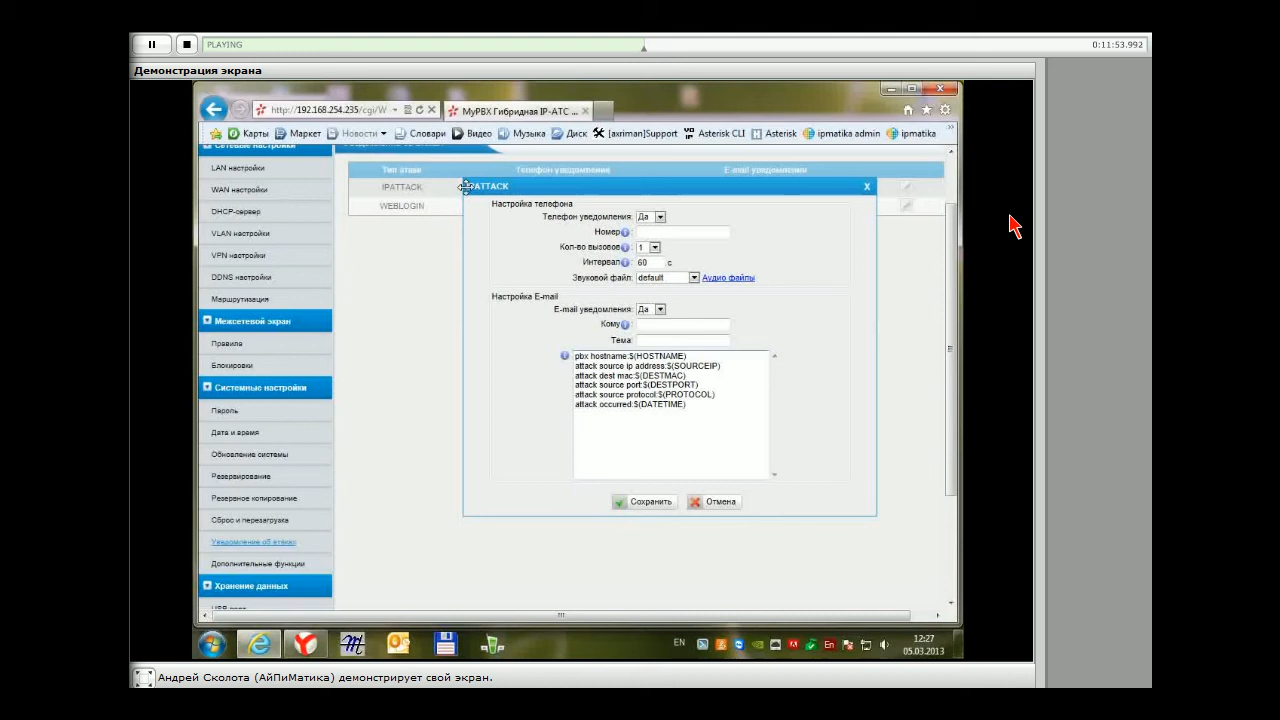 PLAYING
0:11:53.992
Демонстрация экрана
http://192.168.254.235/cgi/W
MyPBX Гибридная IP-АТС ...
Карты
Маркет
Новости
Словари
Видео
Музыка
Диск
[axriman]Support
Asterisk CLI
Asterisk
ipmatika admin
ipmatika
Сетевые настройки
LAN настройки
WAN настройки
DHCP-сервер
VLAN настройки
VPN настройки
DDNS настройки
Маршрутизация
Межсетевой экран
Правила
Блокировки
Системные настройки
Пароль
Дата и время
Обновление системы
Резервирование
Резервное копирование
Сброс и перезагрузка
Уведомление об атаках
Дополнительные функции
Хранение данных
Тип атаки
Телефон уведомления
E-mail уведомления
IPATTACK
WEBLOGIN
ATTACK
X
Настройка телефона
Телефон уведомления: Да
Номер :
Кол-во вызовов : 1
Интервал : 60 с
Звуковой файл: default Аудио файлы
Настройка E-mail
E-mail уведомления: Да
Кому :
Тема:
pbx hostname:$(HOSTNAME)
attack source ip address:$(SOURCEIP)
attack dest mac:$(DESTMAC)
attack source port:$(DESTPORT)
attack source protocol:$(PROTOCOL)
attack occurred:$(DATETIME)
Сохранить
Отмена
EN
En
12:27
05.03.2013
Андрей Сколота (АйПиМатика) демонстрирует свой экран.